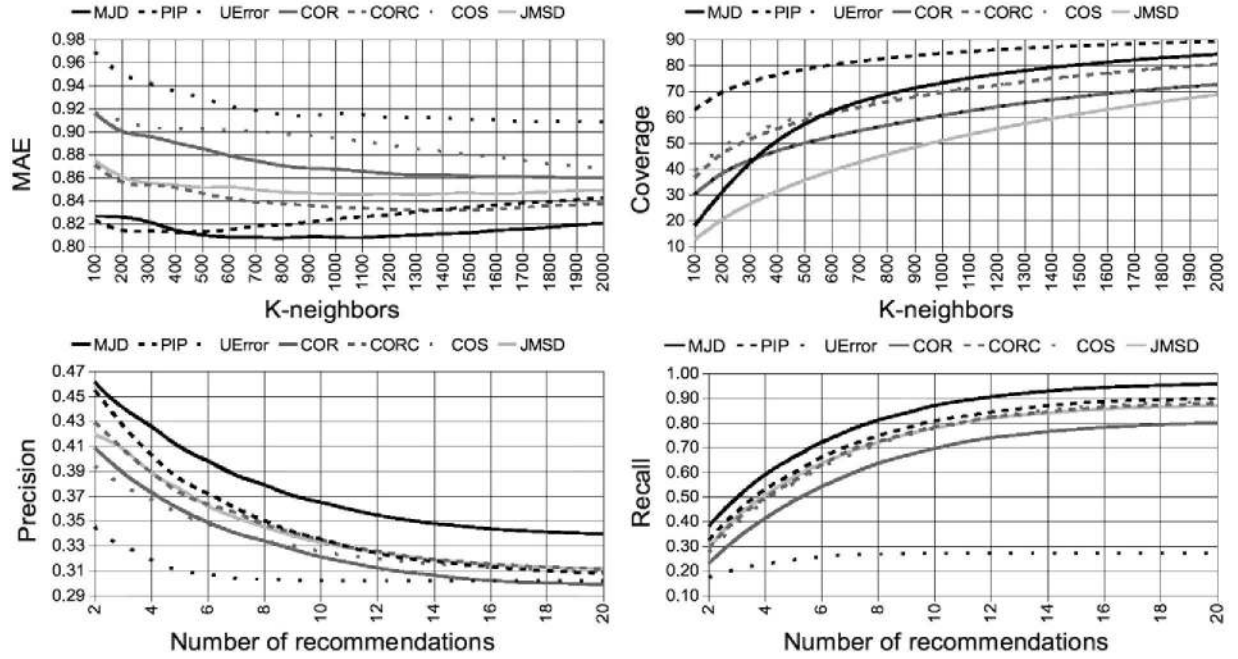 MJD PIP UError COR CORC COS JMSD
0.98
0.96
0.94
0.92
0.90
0.88
0.86
0.84
0.82
0.80
MAE
100 200 300 400 500 600 700 800 900 1000 1100 1200 1300 1400 1500 1600 1700 1800 1900 2000
K-neighbors
MJD PIP UError COR CORC COS JMSD
90
80
70
60
50
40
30
20
10
Coverage
100 200 300 400 500 600 700 800 900 1000 1100 1200 1300 1400 1500 1600 1700 1800 1900 2000
K-neighbors
MJD PIP UError COR CORC COS JMSD
0.47
0.45
0.43
0.41
0.39
0.37
0.35
0.33
0.31
0.29
Precision
2 4 6 8 10 12 14 16 18 20
Number of recommendations
MJD PIP UError COR CORC COS JMSD
1.00
0.90
0.80
0.70
0.60
0.50
0.40
0.30
0.20
0.10
Recall
2 4 6 8 10 12 14 16 18 20
Number of recommendations